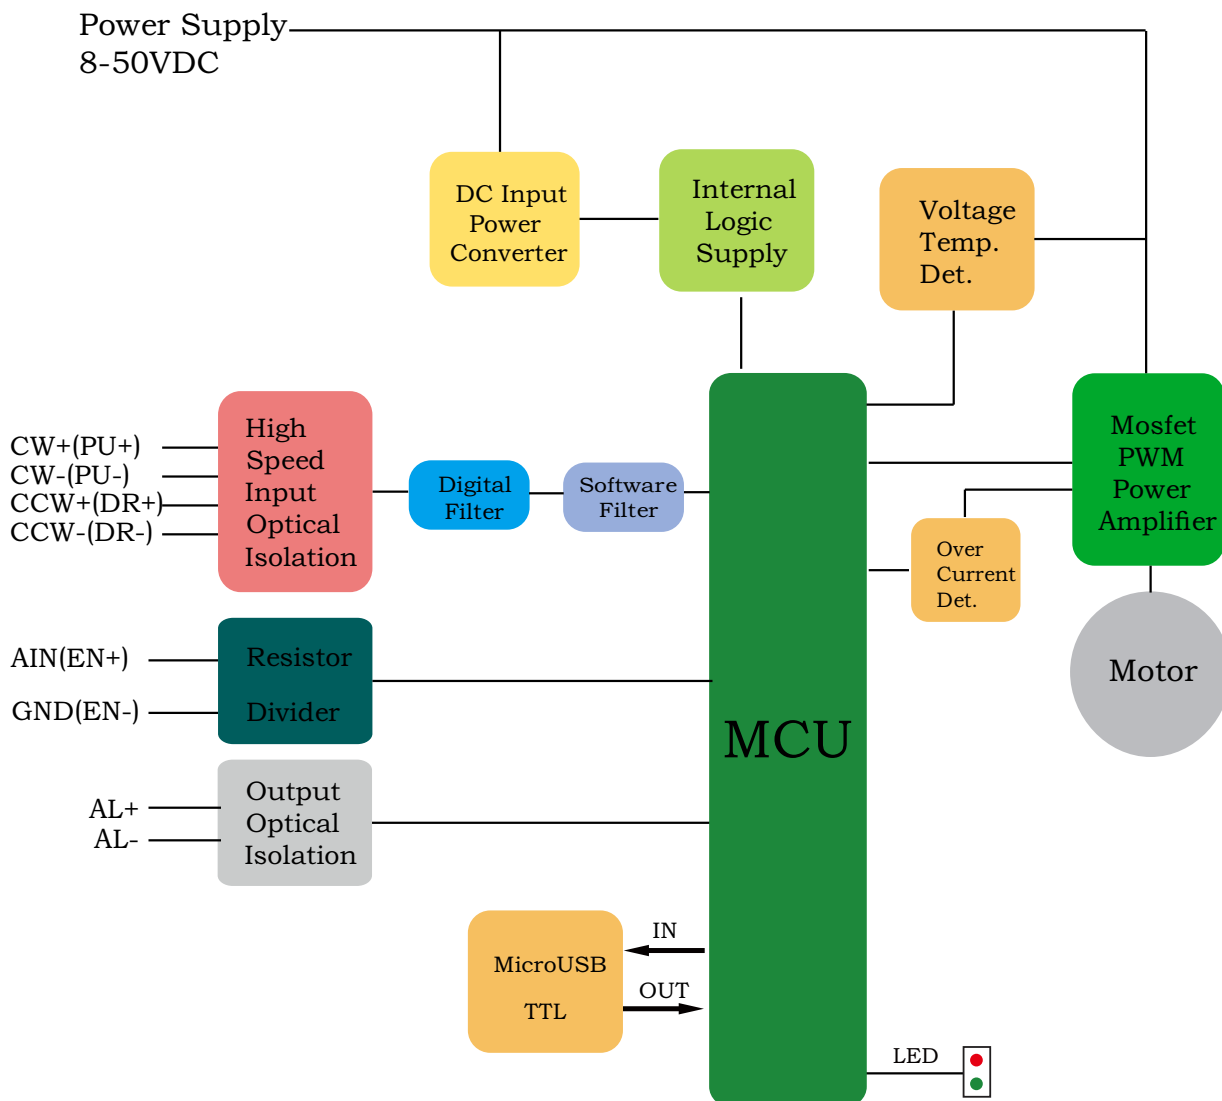 Power Supply
8-50VDC
DC Input
Power
Converter
Internal
Logic
Supply
Voltage
Temp.
Det.
CW+(PU+)
CW-(PU-)
CCW+(DR+)
CCW-(DR-)
High
Speed
Input
Optical
Isolation
Digital
Filter
Software
Filter
Mosfet
PWM
Power
Amplifier
Over
Current
Det.
Motor
AIN(EN+)
GND(EN-)
Resistor
Divider
MCU
AL+
AL-
Output
Optical
Isolation
MicroUSB
TTL
IN
OUT
LED